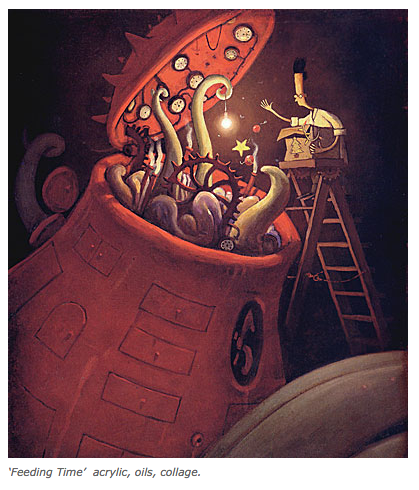 ‘Feeding Time’ acrylic, oils, collage.